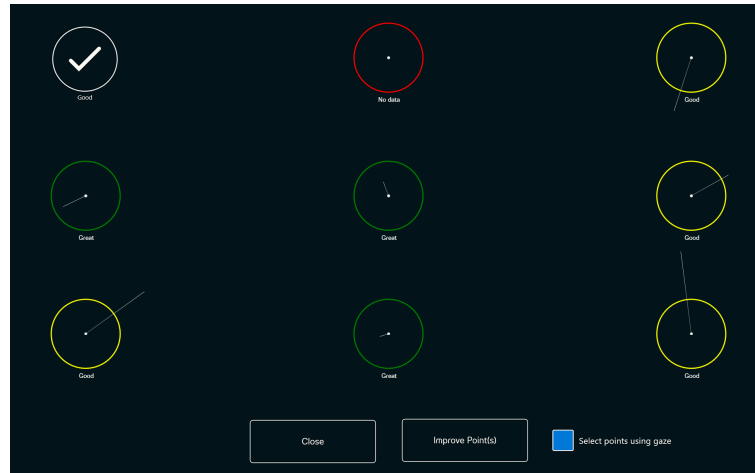 Good
No data
Good
Great
Great
Good
Good
Great
Good
Close
Improve Point(s)
Select points using gaze